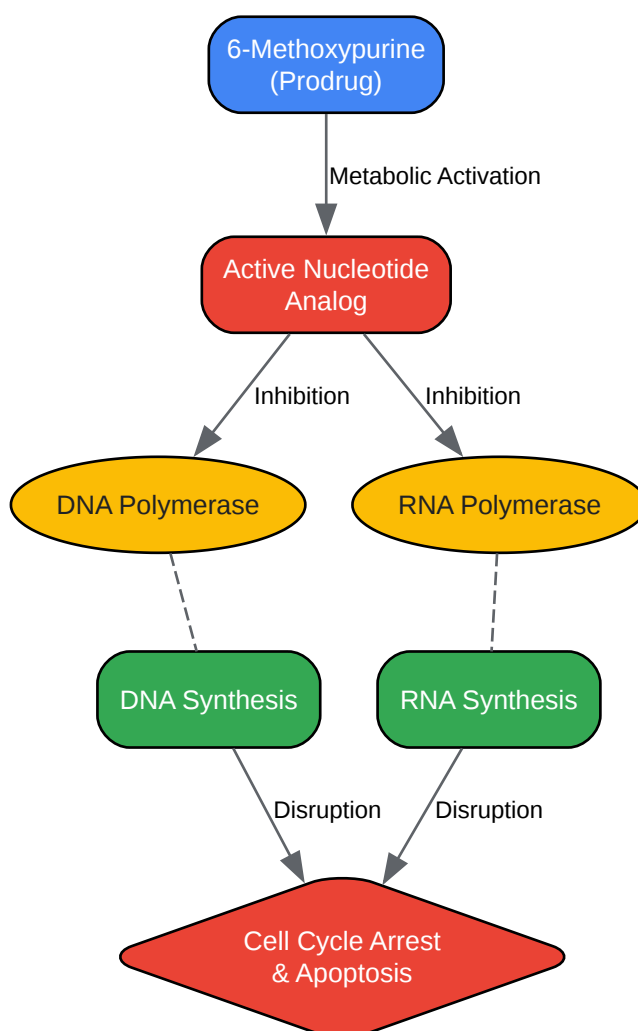 6-Methoxypurine
(Prodrug)
Metabolic Activation
Active Nucleotide
Analog
Inhibition
Inhibition
DNA Polymerase
RNA Polymerase
DNA Synthesis
RNA Synthesis
Disruption
Disruption
Cell Cycle Arrest
& Apoptosis